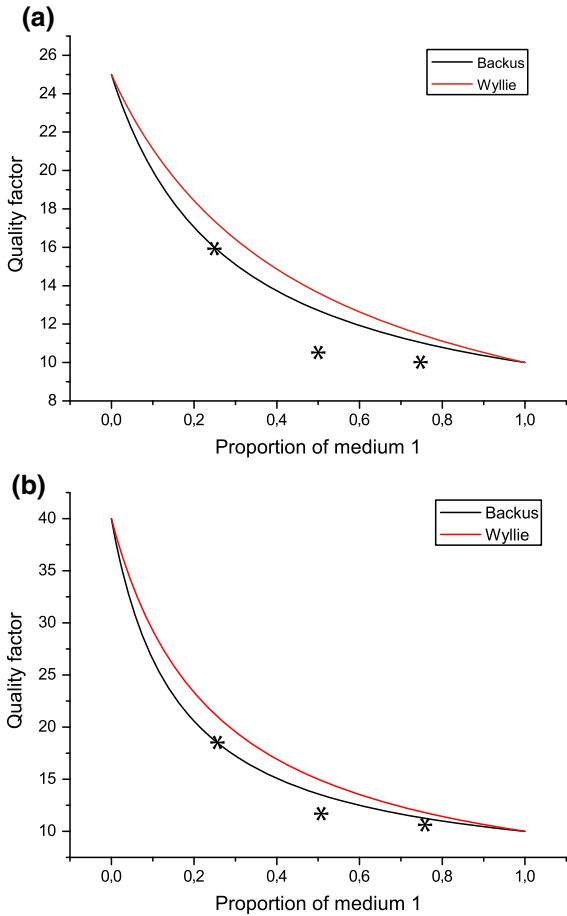 (a)
26
24
22
20
18
16
14
12
10
8
Quality factor
Backus
Wyllie
0,0 0,2 0,4 0,6 0,8 1,0
Proportion of medium 1
(b)
40
35
30
25
20
15
10
Quality factor
Backus
Wyllie
0,0 0,2 0,4 0,6 0,8 1,0
Proportion of medium 1